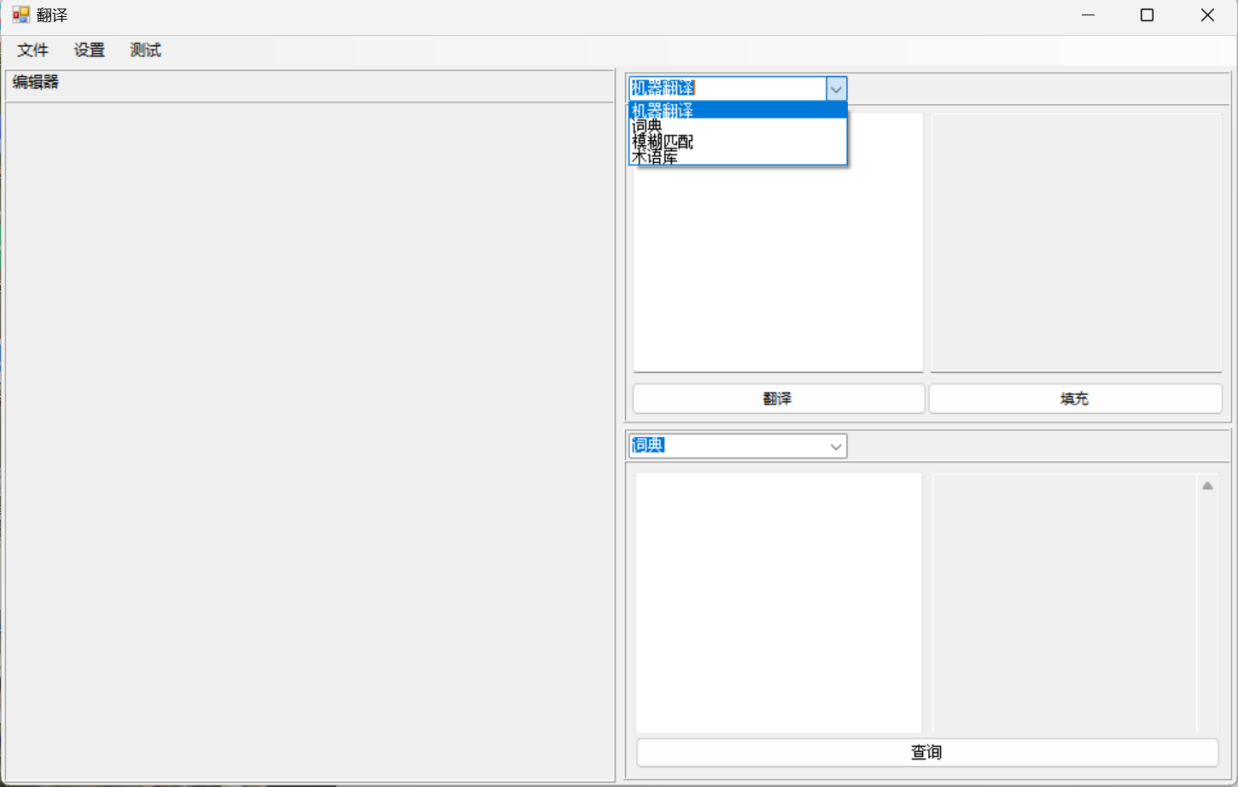 翻译
文件 设置 测试
编辑器
机器翻译
机器翻译
词典
模糊匹配
术语库
翻译 填充
词典
查询